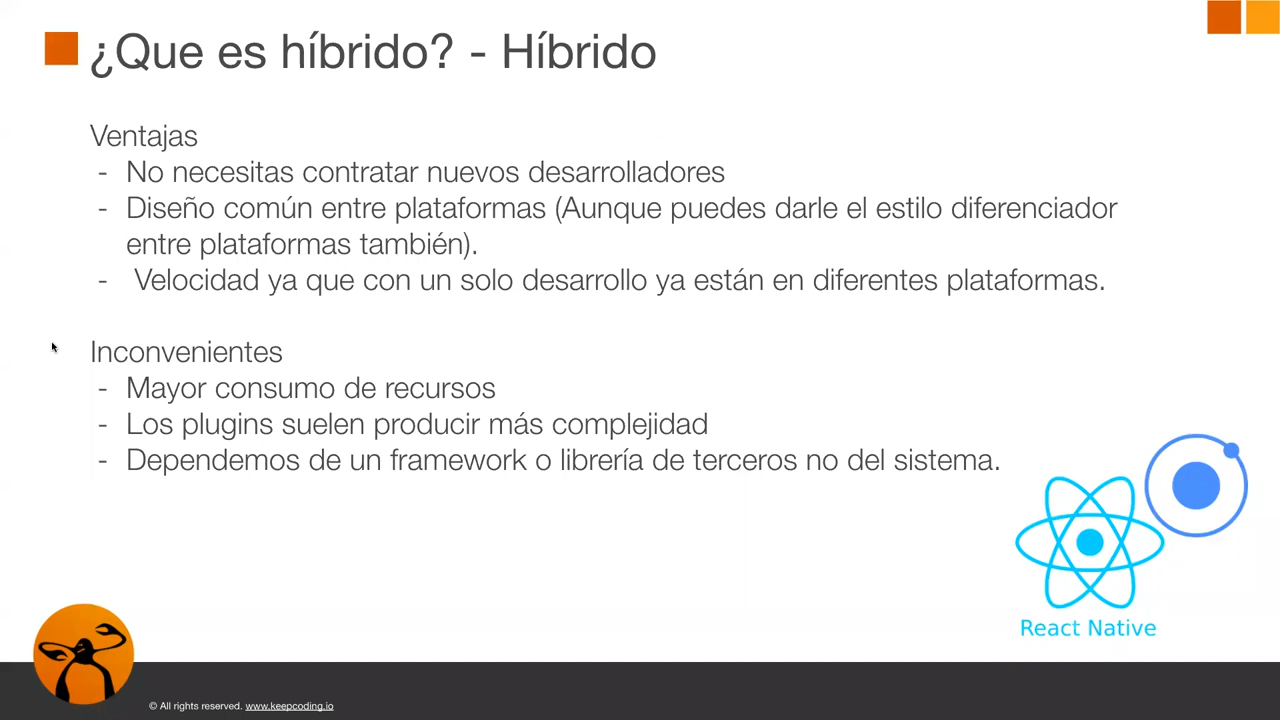 ¿Que es híbrido? - Híbrido
Ventajas
- No necesitas contratar nuevos desarrolladores
- Diseño común entre plataformas (Aunque puedes darle el estilo diferenciador
entre plataformas también).
- Velocidad ya que con un solo desarrollo ya están en diferentes plataformas.
Inconvenientes
- Mayor consumo de recursos
- Los plugins suelen producir más complejidad
- Dependemos de un framework o librería de terceros no del sistema.
React Native
© All rights reserved. www.keepcoding.io